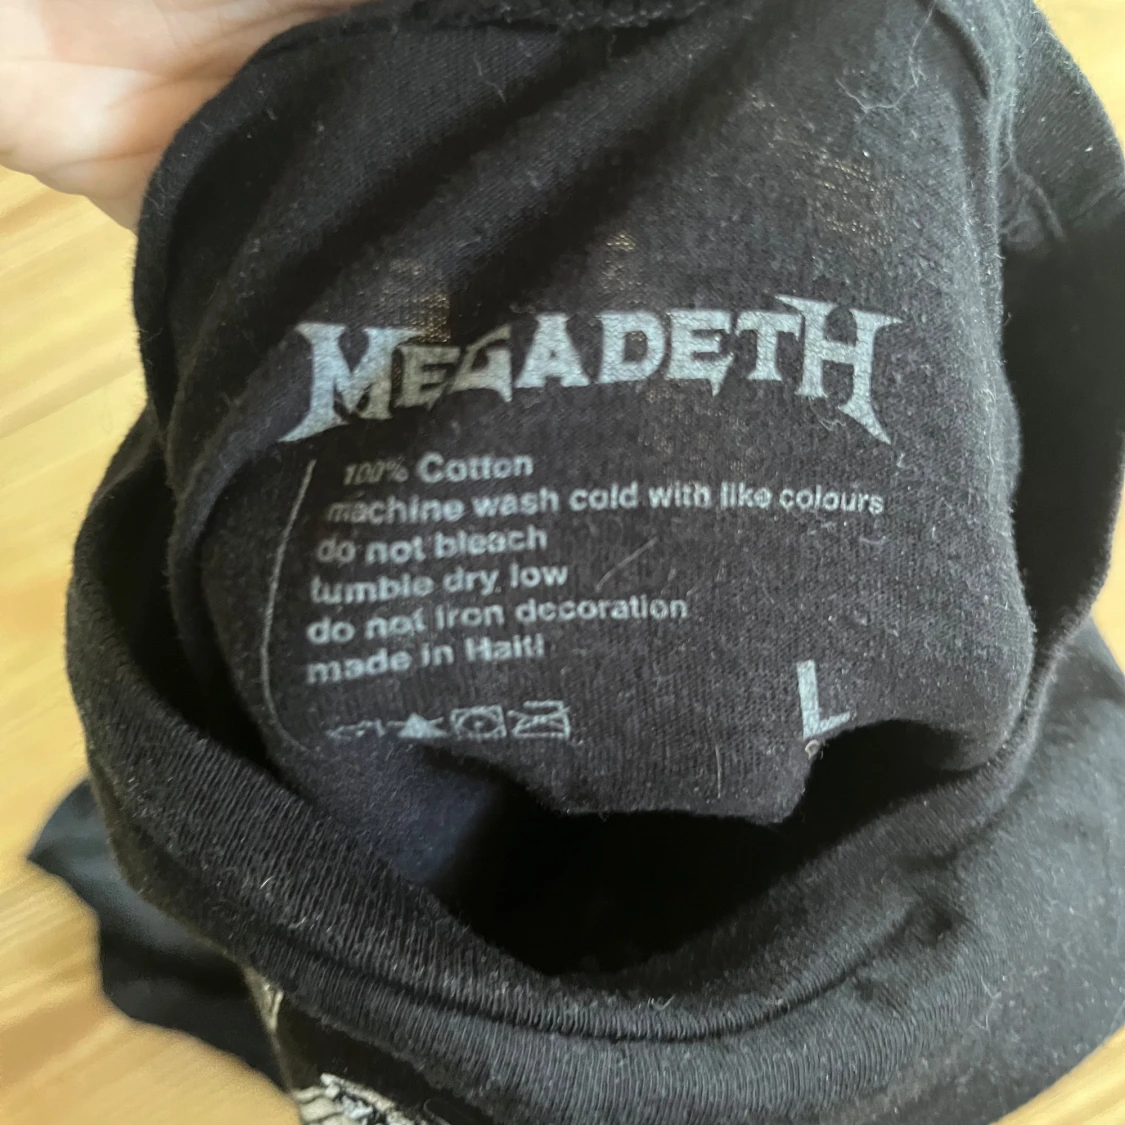 MEGADETH
100% Cotton
machine wash cold with like colours
do not bleach
tumble dry low
do not iron decoration
made in Haiti
L